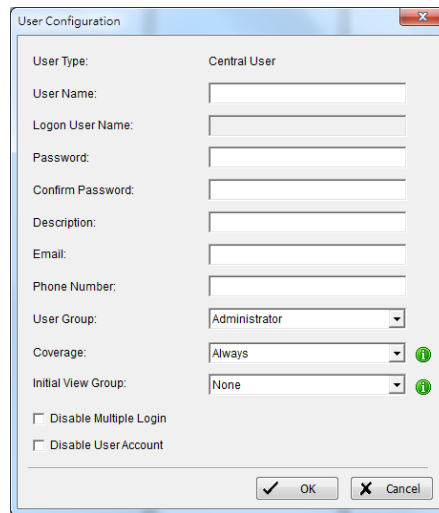 User Configuration
User Type: Central User
User Name:
Logon User Name:
Password:
Confirm Password:
Description:
Email:
Phone Number:
User Group: Administrator
Coverage: Always
Initial View Group: None
Disable Multiple Login
Disable User Account
OK Cancel